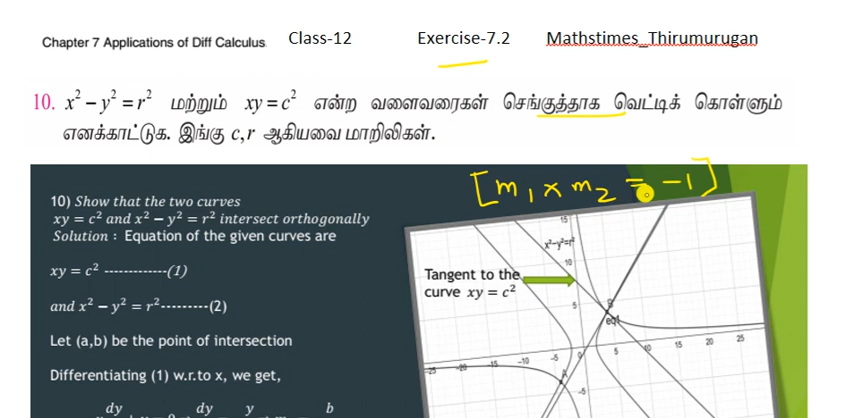 Chapter 7 Applications of Diff Calculus Class-12 Exercise-7.2 Mathstimes_Thirumurugan
10. x² – y² = r² மற்றும் xy = c² என்ற வளைவரைகள் செங்குத்தாக வெட்டிக் கொள்ளும்
எனக்காட்டுக. இங்கு c, r ஆகியவை மாறிலிகள்.
[m₁ × m₂ = -1]
10) Show that the two curves
xy = c² and x² – y² = r² intersect orthogonally
Solution : Equation of the given curves are
xy = c² -------------(1)
and x² – y² = r²---------(2)
Let (a,b) be the point of intersection
Differentiating (1) w.r.to x, we get,
dy dy y b
Tangent to the
curve xy = c²
x²-y²=r²
15
10
5
B
eq1
-25 -20 -15 -10 -5 0 5 10 15 20 25
A
-5